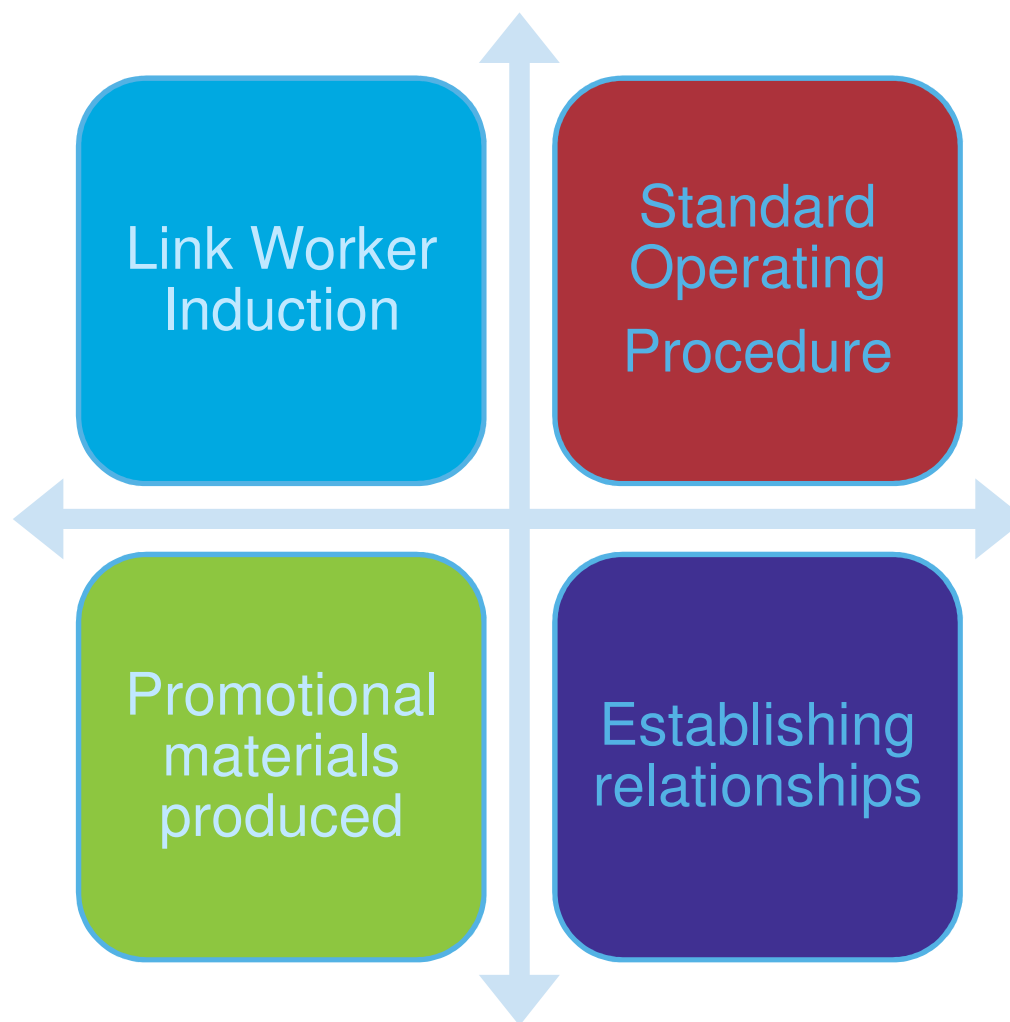 Link Worker
Induction
Standard
Operating
Procedure
Promotional
materials
produced
Establishing
relationships